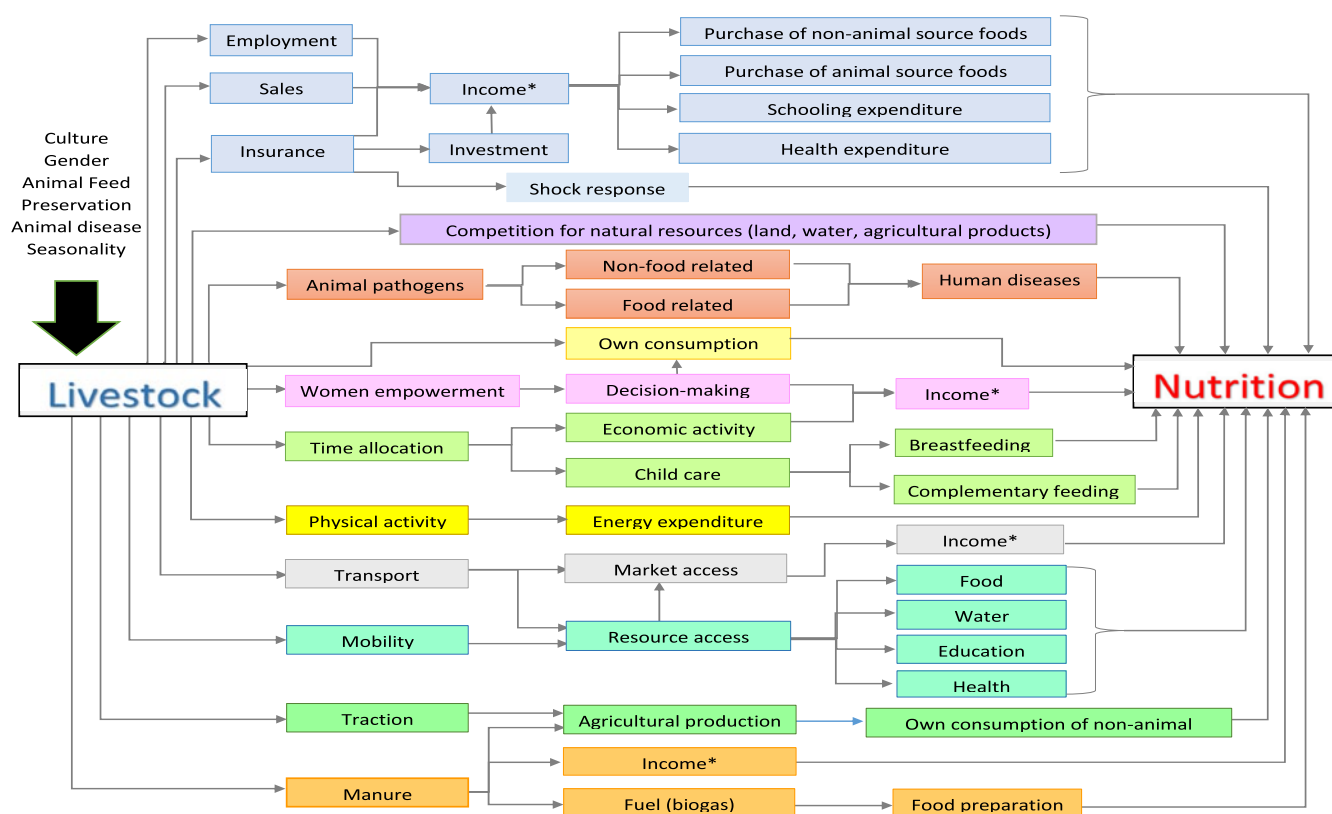 Employment
Sales
Insurance
Income*
Investment
Purchase of non-animal source foods
Purchase of animal source foods
Schooling expenditure
Health expenditure
Shock response
Culture
Gender
Animal Feed
Preservation
Animal disease
Seasonality
Competition for natural resources (land, water, agricultural products)
Animal pathogens
Non-food related
Food related
Human diseases
Own consumption
Livestock
Nutrition
Women empowerment
Decision-making
Income*
Time allocation
Economic activity
Child care
Breastfeeding
Complementary feeding
Physical activity
Energy expenditure
Transport
Market access
Income*
Mobility
Resource access
Food
Water
Education
Health
Traction
Agricultural production
Own consumption of non-animal
Manure
Income*
Fuel (biogas)
Food preparation